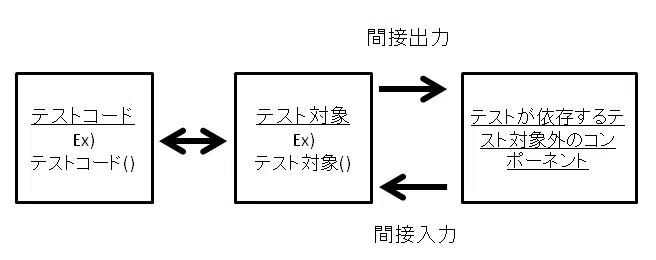 間接出力
テストコード
Ex)
テストコード()
テスト対象
Ex)
テスト対象()
テストが依存するテ
スト対象外のコン
ポーネント
間接入力